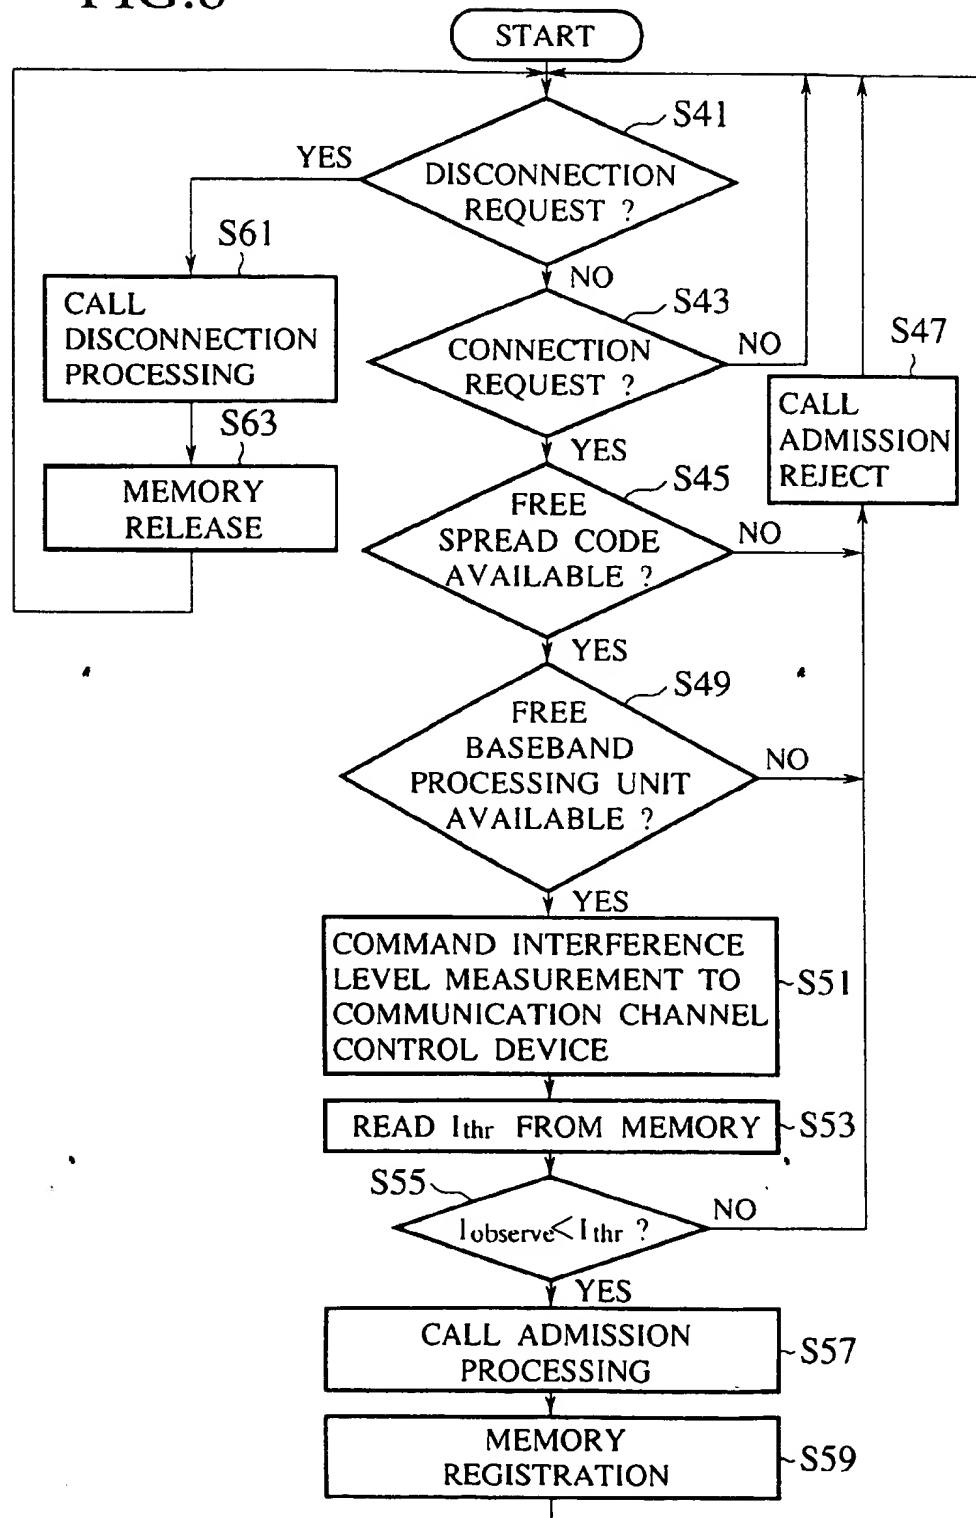 START
S41
YES
DISCONNECTION
REQUEST ?
S61
NO
CALL
DISCONNECTION
PROCESSING
S43
CONNECTION
REQUEST ?
NO
S47
CALL
ADMISSION
REJECT
S63
MEMORY
RELEASE
YES
S45
FREE
SPREAD CODE
AVAILABLE ?
NO
YES
S49
FREE
BASEBAND
PROCESSING UNIT
AVAILABLE ?
NO
YES
COMMAND INTERFERENCE
LEVEL MEASUREMENT TO
COMMUNICATION CHANNEL
CONTROL DEVICE
S51
READ Ithr FROM MEMORY
S53
S55
Iobserve<Ithr ?
NO
YES
CALL ADMISSION
PROCESSING
S57
MEMORY
REGISTRATION
S59